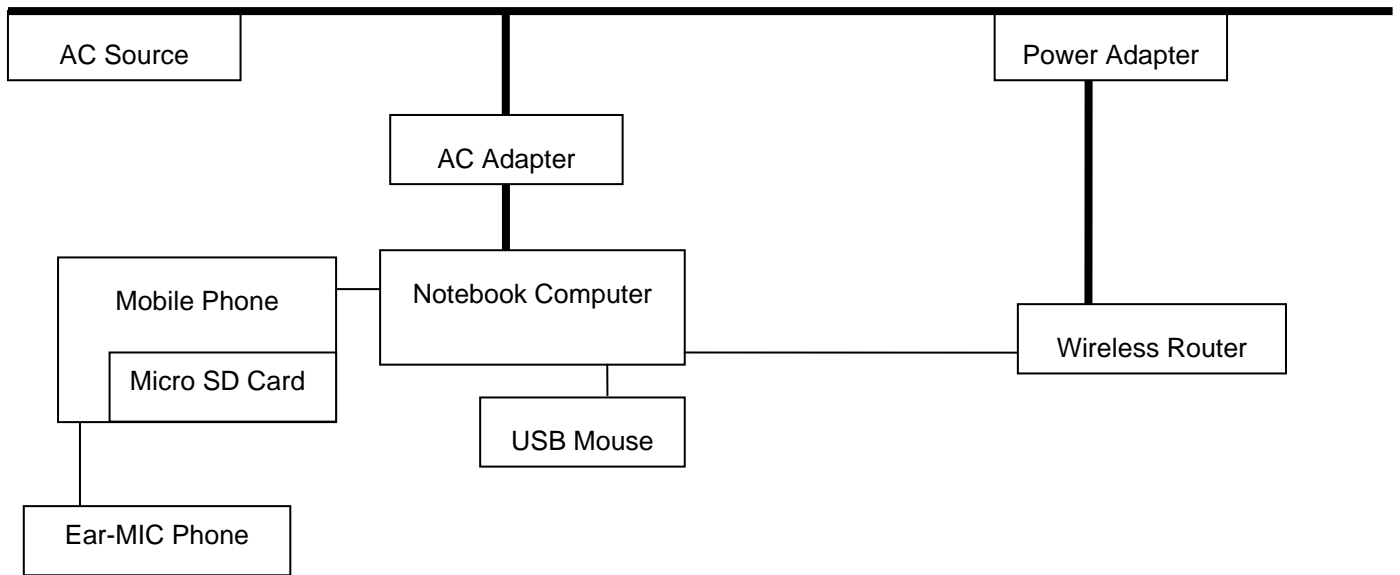 AC Source
Power Adapter
AC Adapter
Mobile Phone
Notebook Computer
Wireless Router
Micro SD Card
USB Mouse
Ear-MIC Phone